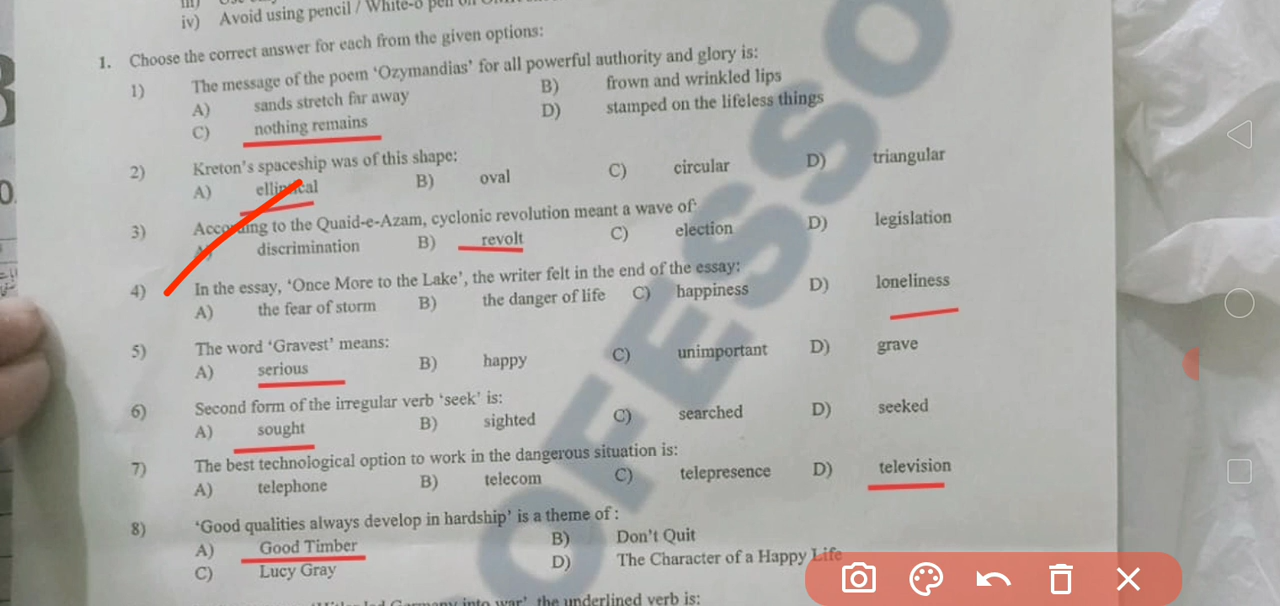 iv) Avoid using pencil / White-o pen on
1. Choose the correct answer for each from the given options:
1) The message of the poem ‘Ozymandias’ for all powerful authority and glory is:
A) sands stretch far away B) frown and wrinkled lips
C) nothing remains D) stamped on the lifeless things
2) Kreton’s spaceship was of this shape:
A) elliptical B) oval C) circular D) triangular
3) According to the Quaid-e-Azam, cyclonic revolution meant a wave of
A) discrimination B) revolt C) election D) legislation
4) In the essay, ‘Once More to the Lake’, the writer felt in the end of the essay:
A) the fear of storm B) the danger of life C) happiness D) loneliness
5) The word ‘Gravest’ means:
A) serious B) happy C) unimportant D) grave
6) Second form of the irregular verb ‘seek’ is:
A) sought B) sighted C) searched D) seeked
7) The best technological option to work in the dangerous situation is:
A) telephone B) telecom C) telepresence D) television
8) ‘Good qualities always develop in hardship’ is a theme of :
A) Good Timber B) Don’t Quit
C) Lucy Gray D) The Character of a Happy Life
into war’ the underlined verb is:
OFESSO